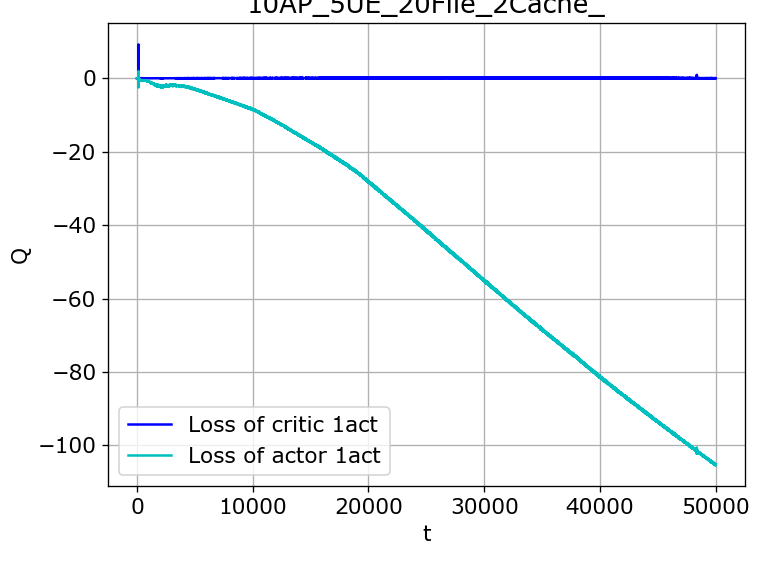 10AP_5UE_20File_2Cache_
0
−20
−40
−60
−80
−100
Q
Loss of critic 1act
Loss of actor 1act
0 10000 20000 30000 40000 50000
t